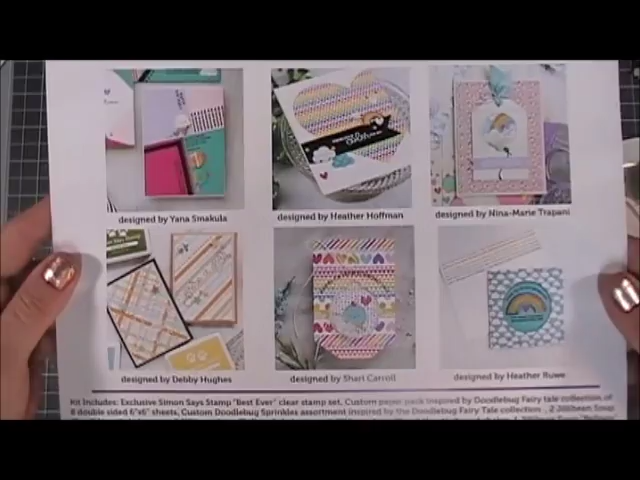 designed by Yana Smakula
designed by Heather Hoffman
designed by Nina-Marie Trapani
designed by Debby Hughes
designed by Shari Carroll
designed by Heather Ruwe
Kit Includes: Exclusive Simon Says Stamp "Best Ever" clear stamp set, Custom paper pack inspired by Doodlebug Fairy tale collection of
8 double sided 6"x6" sheets, Custom Doodlebug Sprinkles assortment inspired by the Doodlebug Fairy Tale collection , 2 Jillibean Soup